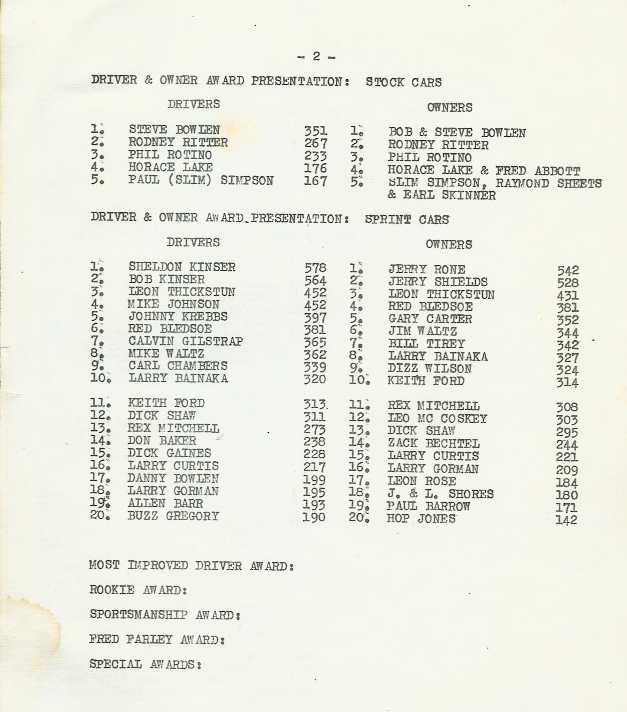 - 2 -
DRIVER & OWNER AWARD PRESENTATION: STOCK CARS
DRIVERS OWNERS
1. STEVE BOWLEN 351 1. BOB & STEVE BOWLEN
2. RODNEY RITTER 267 2. RODNEY RITTER
3. PHIL ROTINO 233 3. PHIL ROTINO
4. HORACE LAKE 176 4. HORACE LAKE & FRED ABBOTT
5. PAUL (SLIM) SIMPSON 167 5. SLIM SIMPSON, RAYMOND SHEETS
& EARL SKINNER
DRIVER & OWNER AWARD PRESENTATION: SPRINT CARS
DRIVERS OWNERS
1. SHELDON KINSER 578 1. JERRY RONE 542
2. BOB KINSER 564 2. JERRY SHIELDS 528
3. LEON THICKSTUN 452 3. LEON THICKSTUN 431
4. MIKE JOHNSON 452 4. RED BLEDSOE 381
5. JOHNNY KREBBS 397 5. GARY CARTER 352
6. RED BLEDSOE 381 6. JIM WALTZ 344
7. CALVIN GILSTRAP 365 7. BILL TIREY 342
8. MIKE WALTZ 362 8. LARRY BAINAKA 327
9. CARL CHAMBERS 339 9. DIZZ WILSON 324
10. LARRY BAINAKA 320 10. KEITH FORD 314
11. KEITH FORD 313 11. REX MITCHELL 308
12. DICK SHAW 311 12. LEO MC COSKEY 303
13. REX MITCHELL 273 13. DICK SHAW 295
14. DON BAKER 238 14. ZACK BECHTEL 244
15. DICK GAINES 228 15. LARRY CURTIS 221
16. LARRY CURTIS 217 16. LARRY GORMAN 209
17. DANNY BOWLEN 199 17. LEON ROSE 184
18. LARRY GORMAN 195 18. J. & L. SHORES 180
19. ALLEN BARR 193 19. PAUL BARROW 171
20. BUZZ GREGORY 190 20. HOP JONES 142
MOST IMPROVED DRIVER AWARD:
ROOKIE AWARD:
SPORTSMANSHIP AWARD:
FRED FARLEY AWARD:
SPECIAL AWARDS: